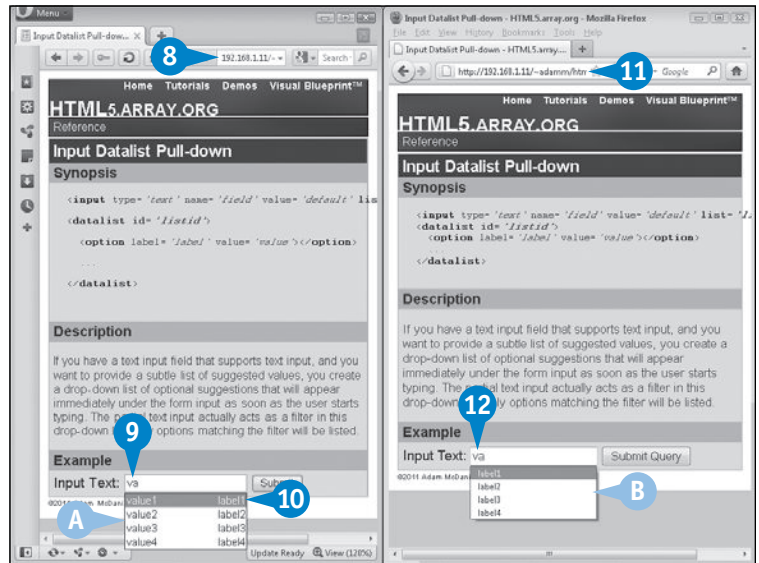 Menu
Input Datalist Pull-dow... X
8
192.168.1.11/~
Search
Home Tutorials Demos Visual Blueprint™
HTML5.ARRAY.ORG
Reference
Input Datalist Pull-down
Synopsis
<input type='text' name='field' value='default' lis
<datalist id='listid'>
<option label='label' value='value'></option>
...
</datalist>
Description
If you have a text input field that supports text input, and you
want to provide a subtle list of suggested values, you create
a drop-down list of optional suggestions that will appear
immediately under the form input as soon as the user starts
typing. The text input actually acts as a filter in this
drop-down options matching the filter will be listed.
9
Example
Input Text: va
10
©2011 Adam McDani
value1 label1
value2 label2
value3 label3
value4 label4
A
Update Ready View (128%)
Input Datalist Pull-down - HTML5.array.org - Mozilla Firefox
File Edit View History Bookmarks Tools Help
Input Datalist Pull-down - HTML5.array....
http://192.168.1.11/~adamm/htm
11
Google
Home Tutorials Demos Visual Blueprint™
HTML5.ARRAY.ORG
Reference
Input Datalist Pull-down
Synopsis
<input type='text' name='field' value='default' list='l
<datalist id='listid'>
<option label='label' value='value'></option>
...
</datalist>
Description
If you have a text input field that supports text input, and you
want to provide a subtle list of suggested values, you create a
drop-down list of optional suggestions that will appear
immediately under the form input as soon as the user starts
typing. The text input actually acts as a filter in this
drop-down options matching the filter will be listed.
12
Example
Input Text: va Submit Query
©2011 Adam McDani
label1
label2
label3
label4
B